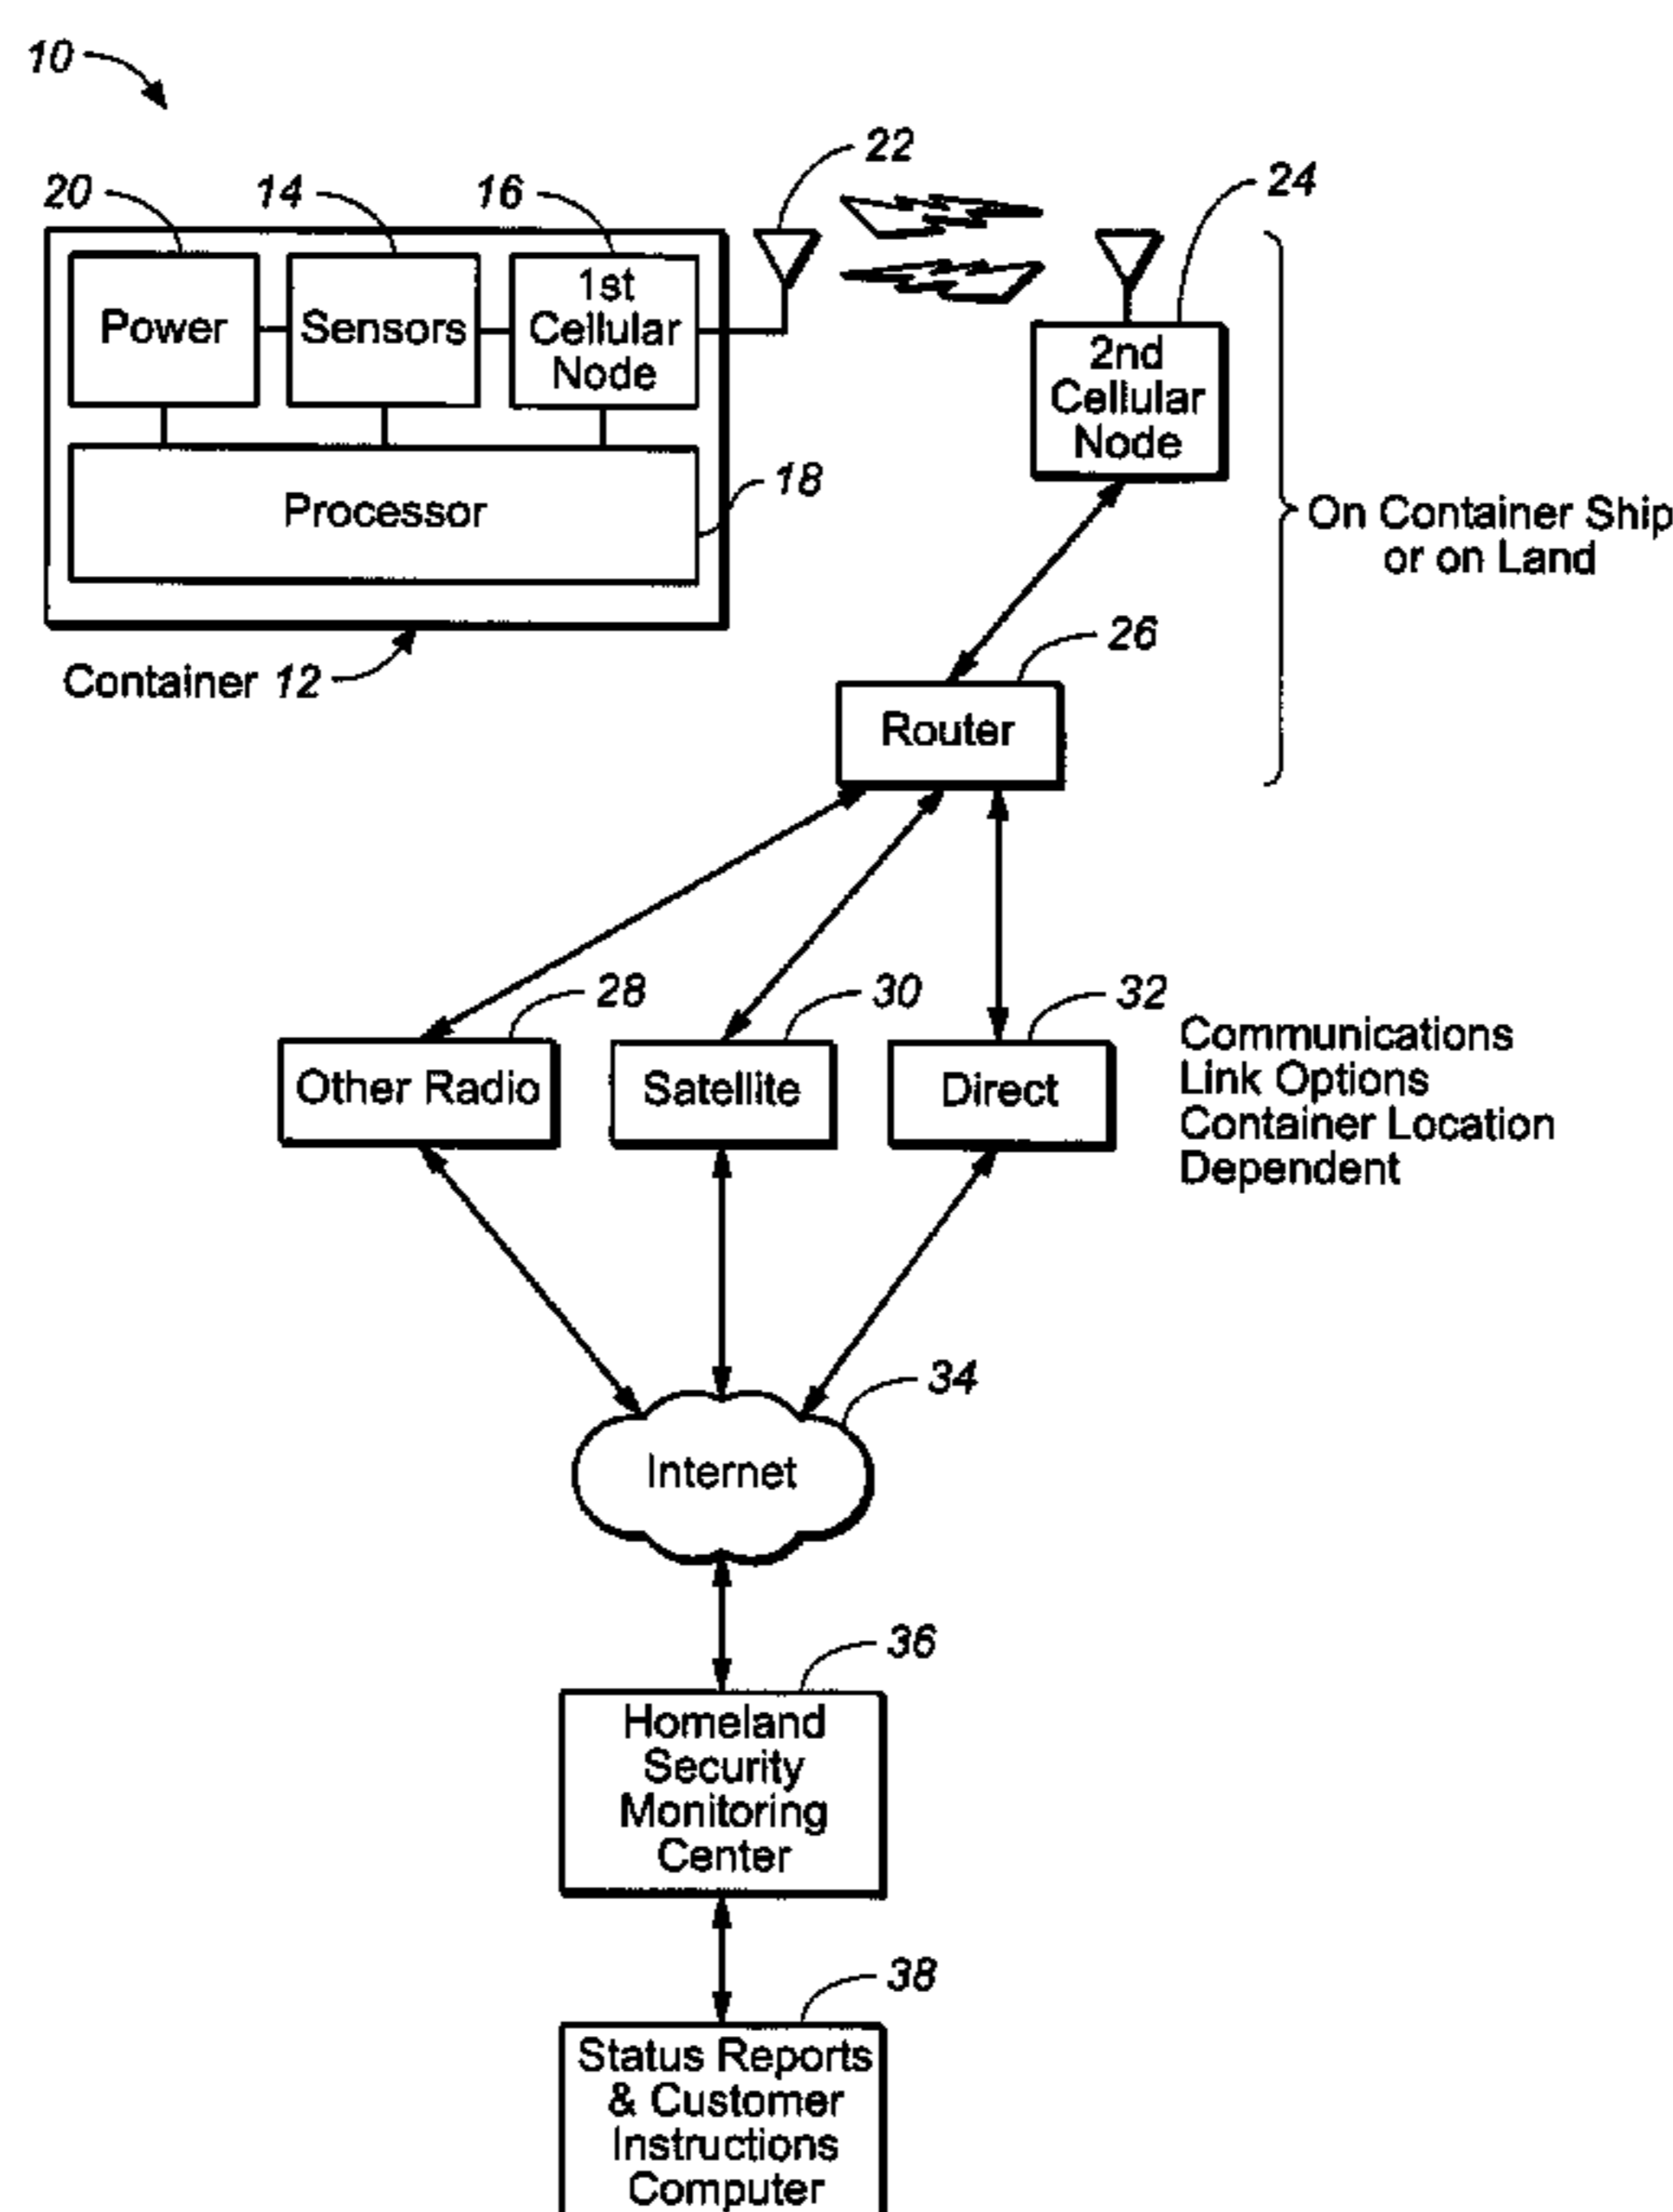 10
22
24
20
14
16
Power
Sensors
1st
Cellular
Node
2nd
Cellular
Node
Processor
18
On Container Ship
or on Land
Container 12
26
Router
28
30
32
Other Radio
Satellite
Direct
Communications
Link Options
Container Location
Dependent
34
Internet
36
Homeland
Security
Monitoring
Center
38
Status Reports
& Customer
Instructions
Computer